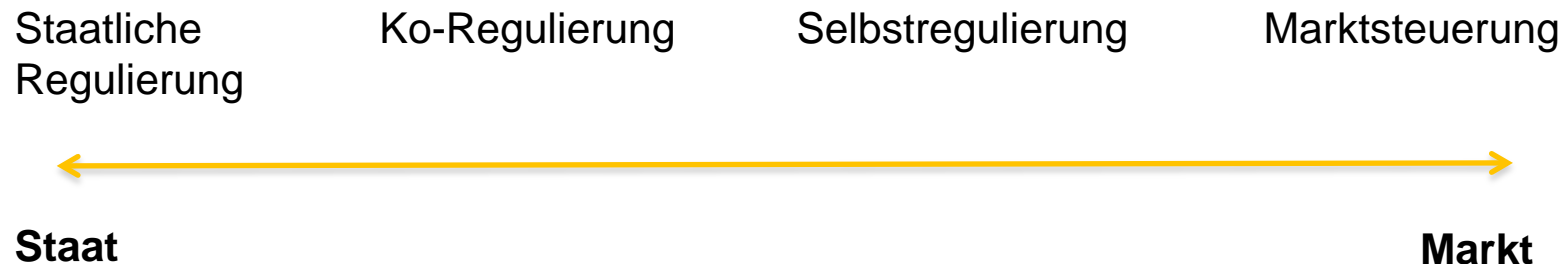 Staatliche Regulierung
Ko-Regulierung
Selbstregulierung
Marktsteuerung
Staat
Markt